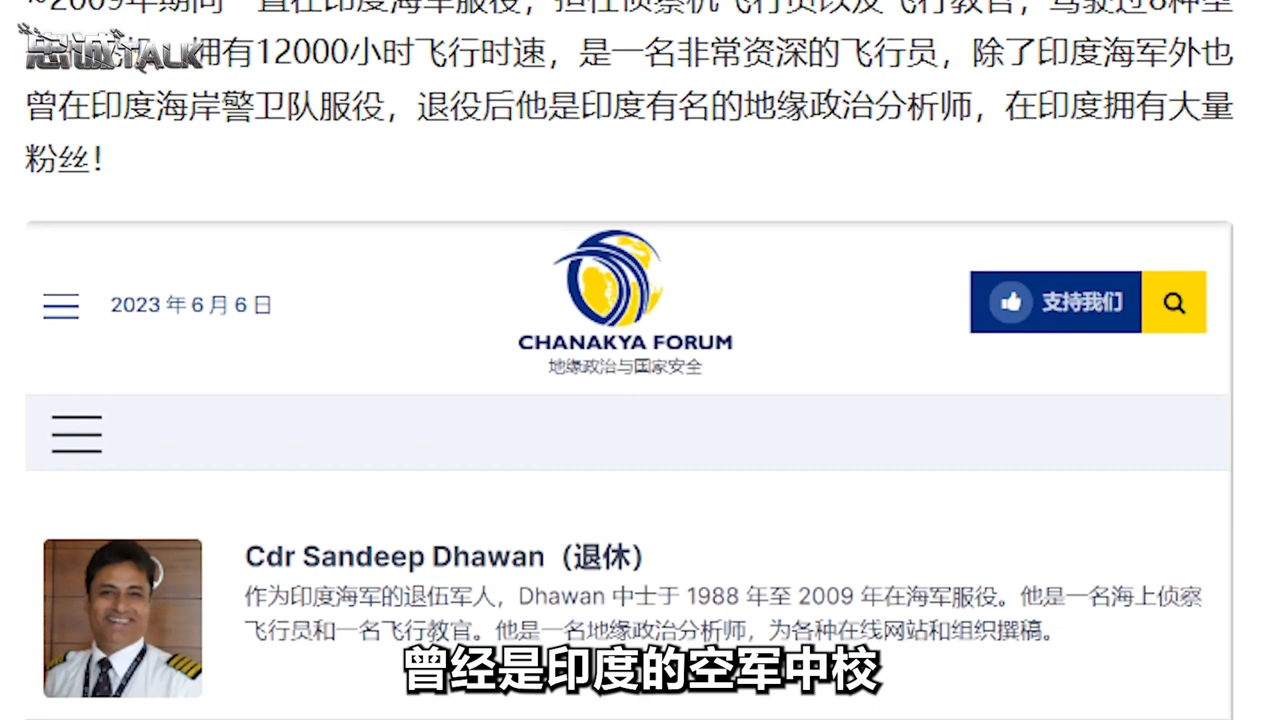 ~2009年期间一直在印度海军服役，担任侦察机飞行员以及飞行教官，驾驶过8种型
忠诚TALK
拥有12000小时飞行时速，是一名非常资深的飞行员，除了印度海军外也
曾在印度海岸警卫队服役，退役后他是印度有名的地缘政治分析师，在印度拥有大量
粉丝！
2023 年 6 月 6 日
CHANAKYA FORUM
地缘政治与国家安全
支持我们
Cdr Sandeep Dhawan（退休）
作为印度海军的退伍军人，Dhawan 中士于 1988 年至 2009 年在海军服役。他是一名海上侦察
飞行员和一名飞行教官。他是一名地缘政治分析师，为各种在线网站和组织撰稿。
曾经是印度的空军中校